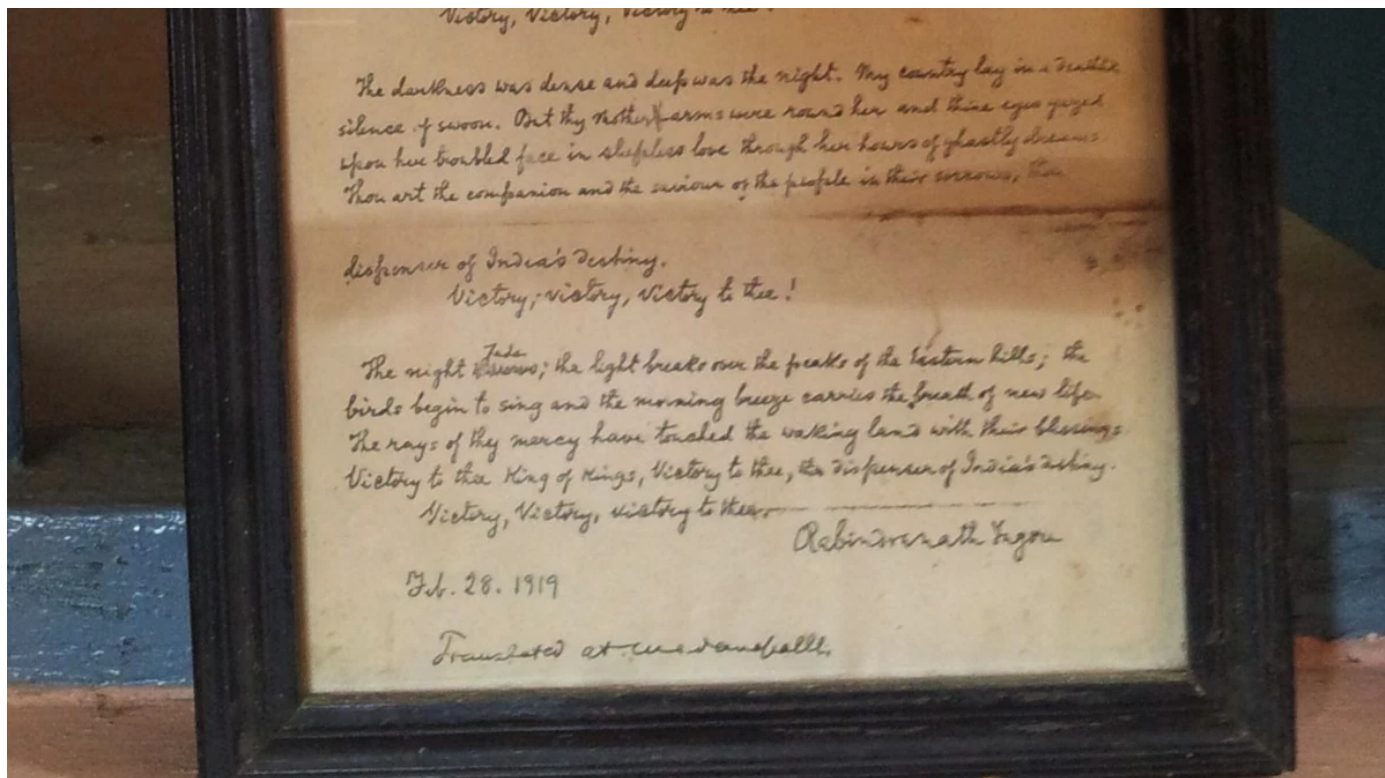 Victory, Victory, Victory to thee!
The darkness was dense and deep was the night. My country lay in a deathlike
silence of swoon. But thy Mother arms were round her and thine eyes gazed
upon her troubled face in sleepless love through her hours of ghastly dreams.
Thou art the companion and the saviour of the people in their sorrows, thou
dispenser of India's destiny.
Victory, victory, victory to thee!
fades
The night; the light breaks over the peaks of the Eastern hills; the
birds begin to sing and the morning breeze carries the breath of new life.
The rays of thy mercy have touched the waking land with their blessings.
Victory to thee King of Kings, Victory to thee, the dispenser of India's destiny.
Victory, Victory, victory to thee.
Rabindranath Tagore
Feb. 28. 1919
Translated at Madanapalle